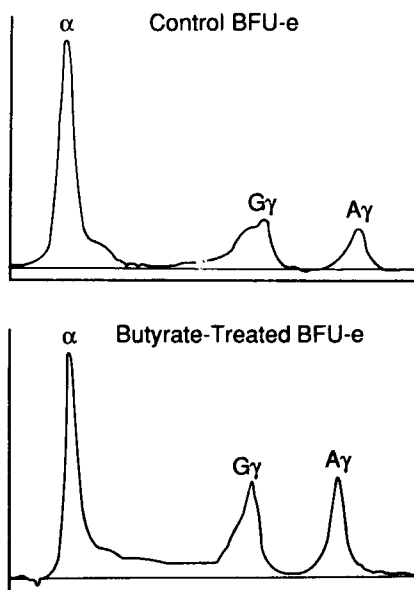 Control BFU-e
α
Gγ
Aγ
Butyrate-Treated BFU-e
α
Gγ
Aγ